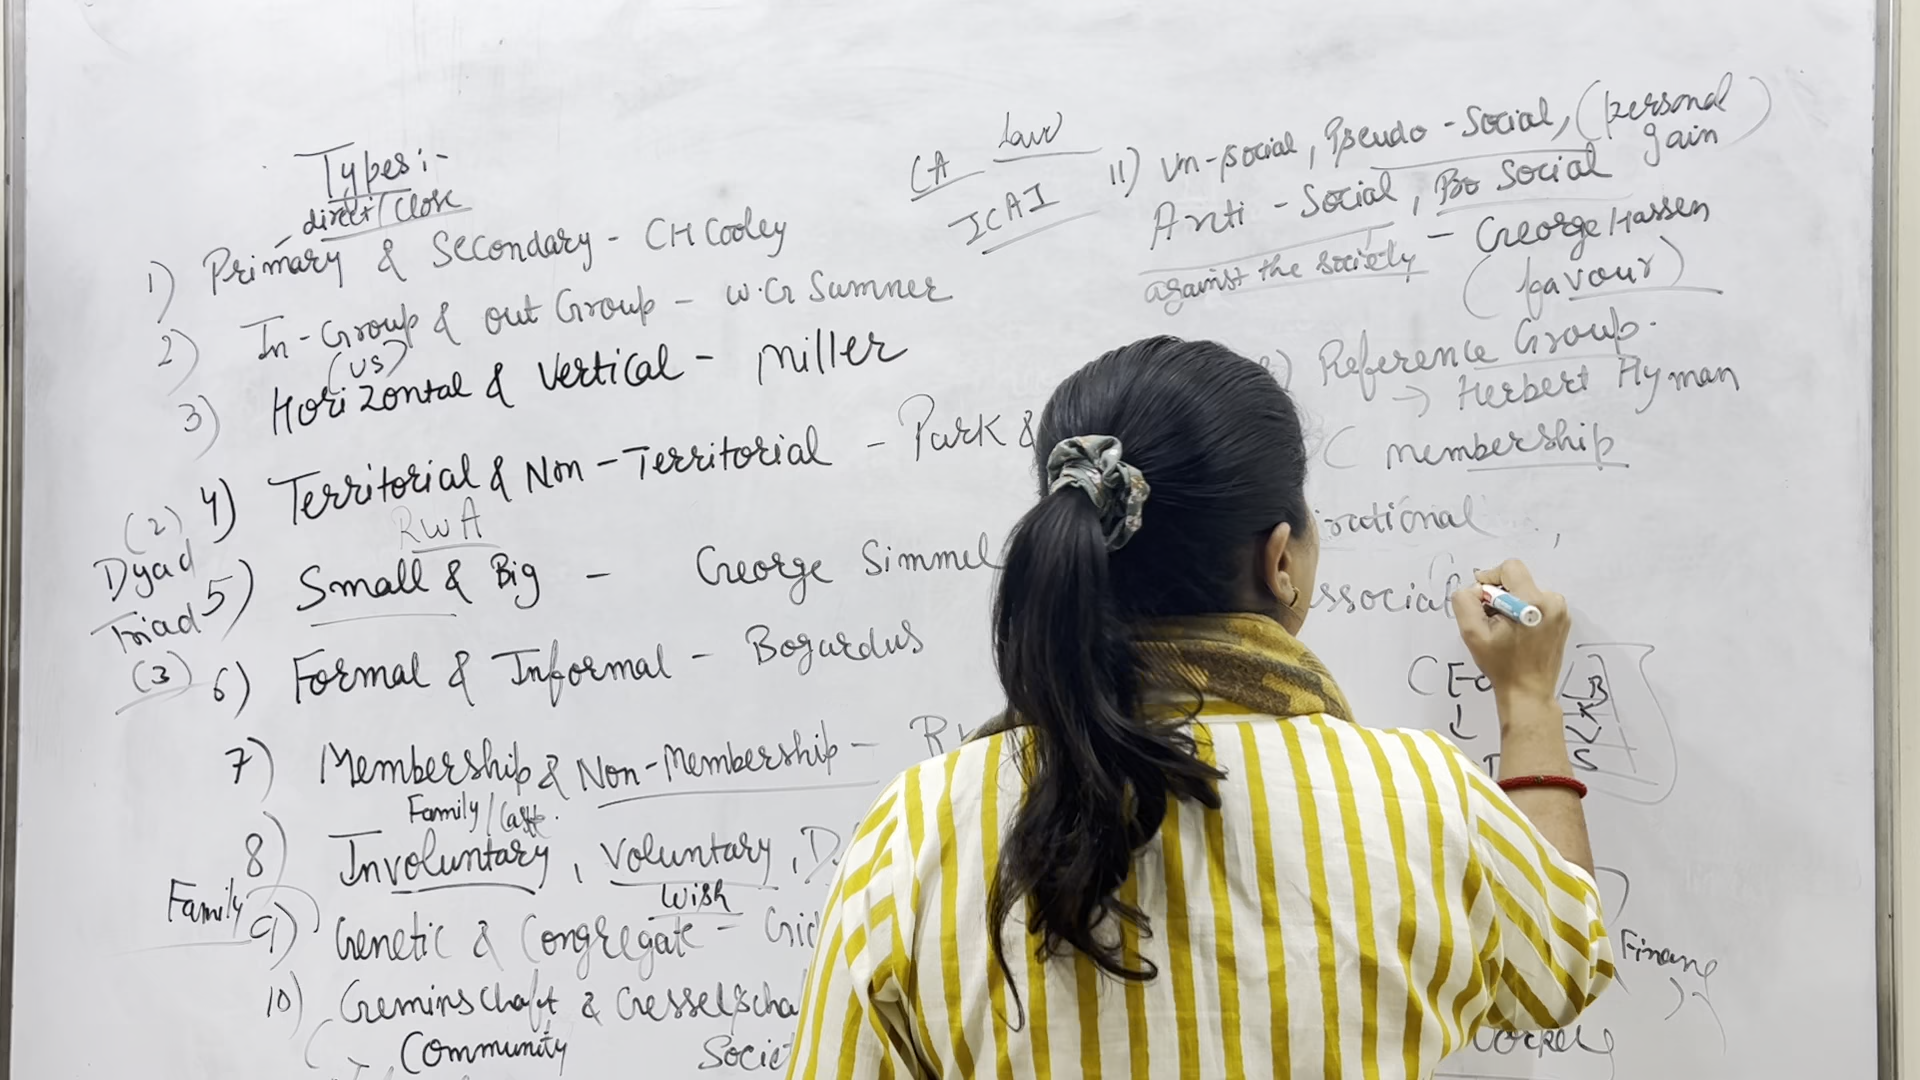 Types:-
direct/close
1) Primary & Secondary - CH Cooley
2) In-Group & out Group - W.G Sumner
(US)
3) Horizontal & Vertical - Miller
4) Territorial & Non-Territorial - Park &
RWA
(2)
Dyad
Triad
(3)
5) Small & Big - George Simmel
6) Formal & Informal - Bogardus
7) Membership & Non-Membership -
Family/Caste
8) Involuntary, Voluntary,
Wish
Family
9) Genetic & Congregate -
10) Geminschaft &
Community
CA Law
ICAI
11) Un-social, Pseudo-Social, (personal gain)
Anti-Social, Pro Social
against the society - George Hassen
(favour)
Reference Group.
→ Herbert Hyman
membership
B
S
Finance